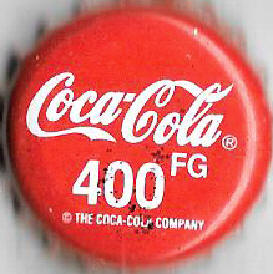 Coca-Cola®
400 FG
© THE COCA-COLA COMPANY